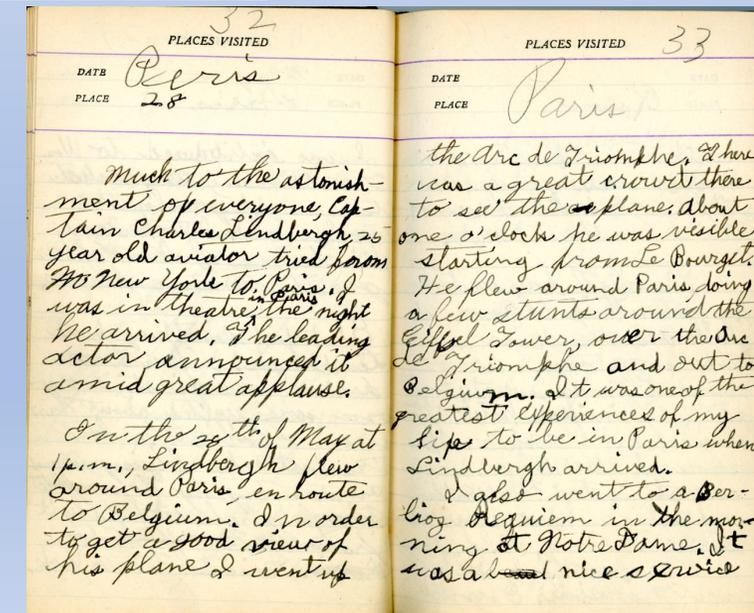 32
PLACES VISITED
DATE Peris
PLACE 28
Much to the astonish-
ment of everyone, Cap-
tain Charles Lindbergh, 25
year old aviator tried from
New York to Paris. I
was in theatre in Paris the night
he arrived. The leading
actor announced it
amid great applause.
In the th of May at
1 p.m., Lindbergh flew
around Paris, en route
to Belgium. In order
to get a good view of
his plane I went up
PLACES VISITED 33
DATE
PLACE Paris
the Arc de Triomphe. There
was a great crowd there
to see the plane. About
one o'clock he was visible
starting from Le Bourget.
He flew around Paris, doing
a few stunts around the
Eiffel Tower, over the Arc
de Triomphe and out to
Belgium. It was one of the
greatest experiences of my
life to be in Paris when
Lindbergh arrived.
I also went to a Ber-
lioz Requiem in the mor-
ning at Notre Dame. It
was a nice service